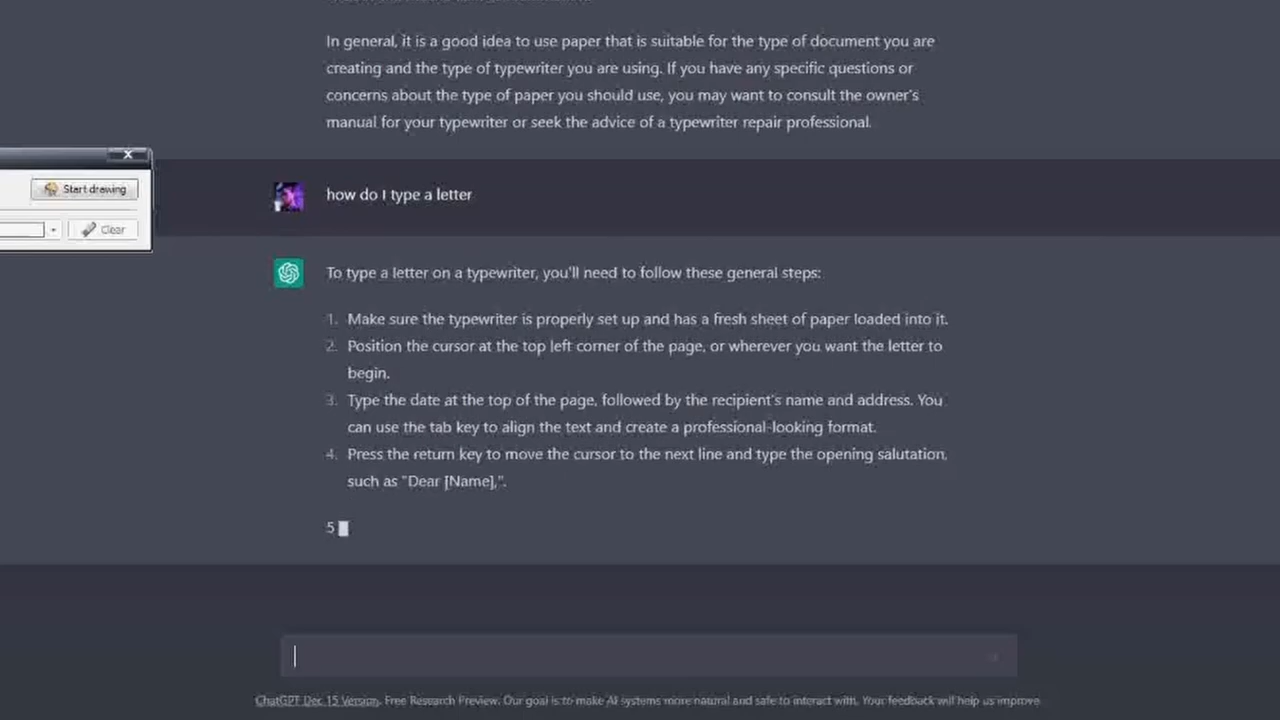 In general, it is a good idea to use paper that is suitable for the type of document you are
creating and the type of typewriter you are using. If you have any specific questions or
concerns about the type of paper you should use, you may want to consult the owner's
manual for your typewriter or seek the advice of a typewriter repair professional.
Start drawing
how do I type a letter
Clear
To type a letter on a typewriter, you'll need to follow these general steps:
1. Make sure the typewriter is properly set up and has a fresh sheet of paper loaded into it.
2. Position the cursor at the top left corner of the page, or wherever you want the letter to
begin.
3. Type the date at the top of the page, followed by the recipient's name and address. You
can use the tab key to align the text and create a professional-looking format.
4. Press the return key to move the cursor to the next line and type the opening salutation,
such as "Dear [Name],".
5
ChatGPT Dec 15 Version. Free Research Preview. Our goal is to make AI systems more natural and safe to interact with. Your feedback will help us improve.